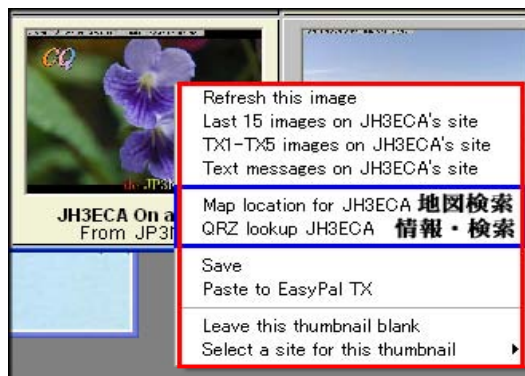 CQ
de JP3
JH3ECA On a
From JP3
Refresh this image
Last 15 images on JH3ECA's site
TX1-TX5 images on JH3ECA's site
Text messages on JH3ECA's site
Map location for JH3ECA 地図検索
QRZ lookup JH3ECA 情報・検索
Save
Paste to EasyPal TX
Leave this thumbnail blank
Select a site for this thumbnail